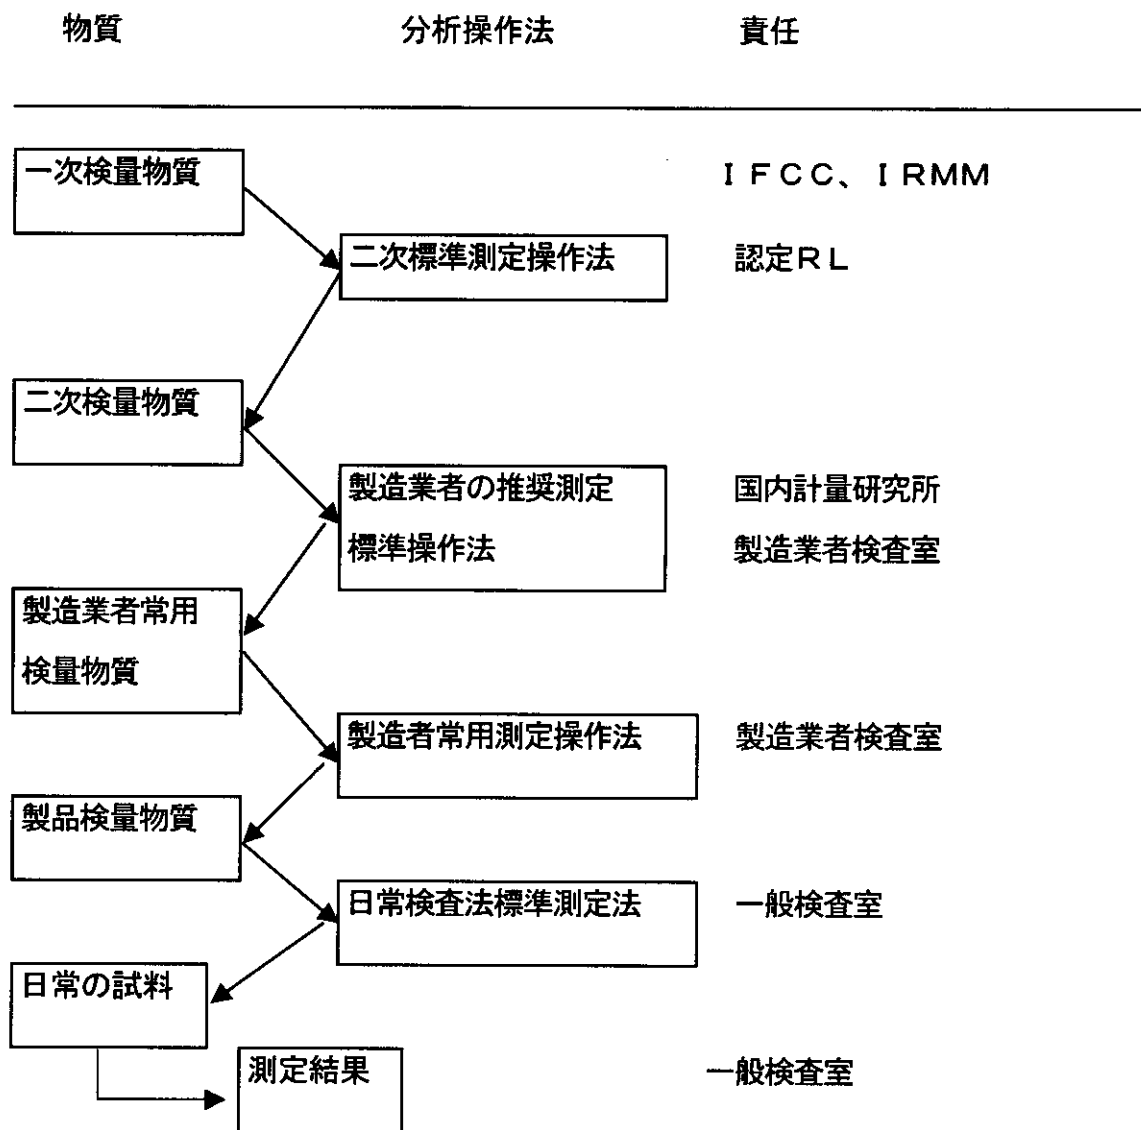 物質 分析操作法 責任
一次検量物質 ＩＦＣＣ、ＩＲＭＭ
二次標準測定操作法 認定ＲＬ
二次検量物質
製造業者の推奨測定 国内計量研究所
標準操作法 製造業者検査室
製造業者常用
検量物質
製造者常用測定操作法 製造業者検査室
製品検量物質
日常検査法標準測定法 一般検査室
日常の試料
測定結果 一般検査室